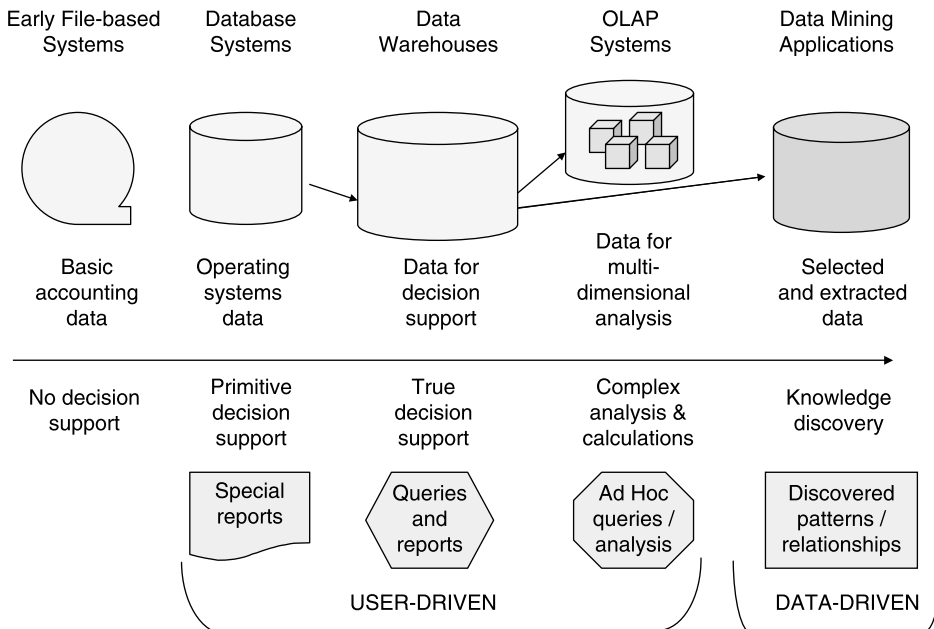 Early File-based
Systems
Database
Systems
Data
Warehouses
OLAP
Systems
Data Mining
Applications
Basic
accounting
data
Operating
systems
data
Data for
decision
support
Data for
multi-
dimensional
analysis
Selected
and extracted
data
No decision
support
Primitive
decision
support
True
decision
support
Complex
analysis &
calculations
Knowledge
discovery
Special
reports
Queries
and
reports
Ad Hoc
queries /
analysis
Discovered
patterns /
relationships
USER-DRIVEN
DATA-DRIVEN